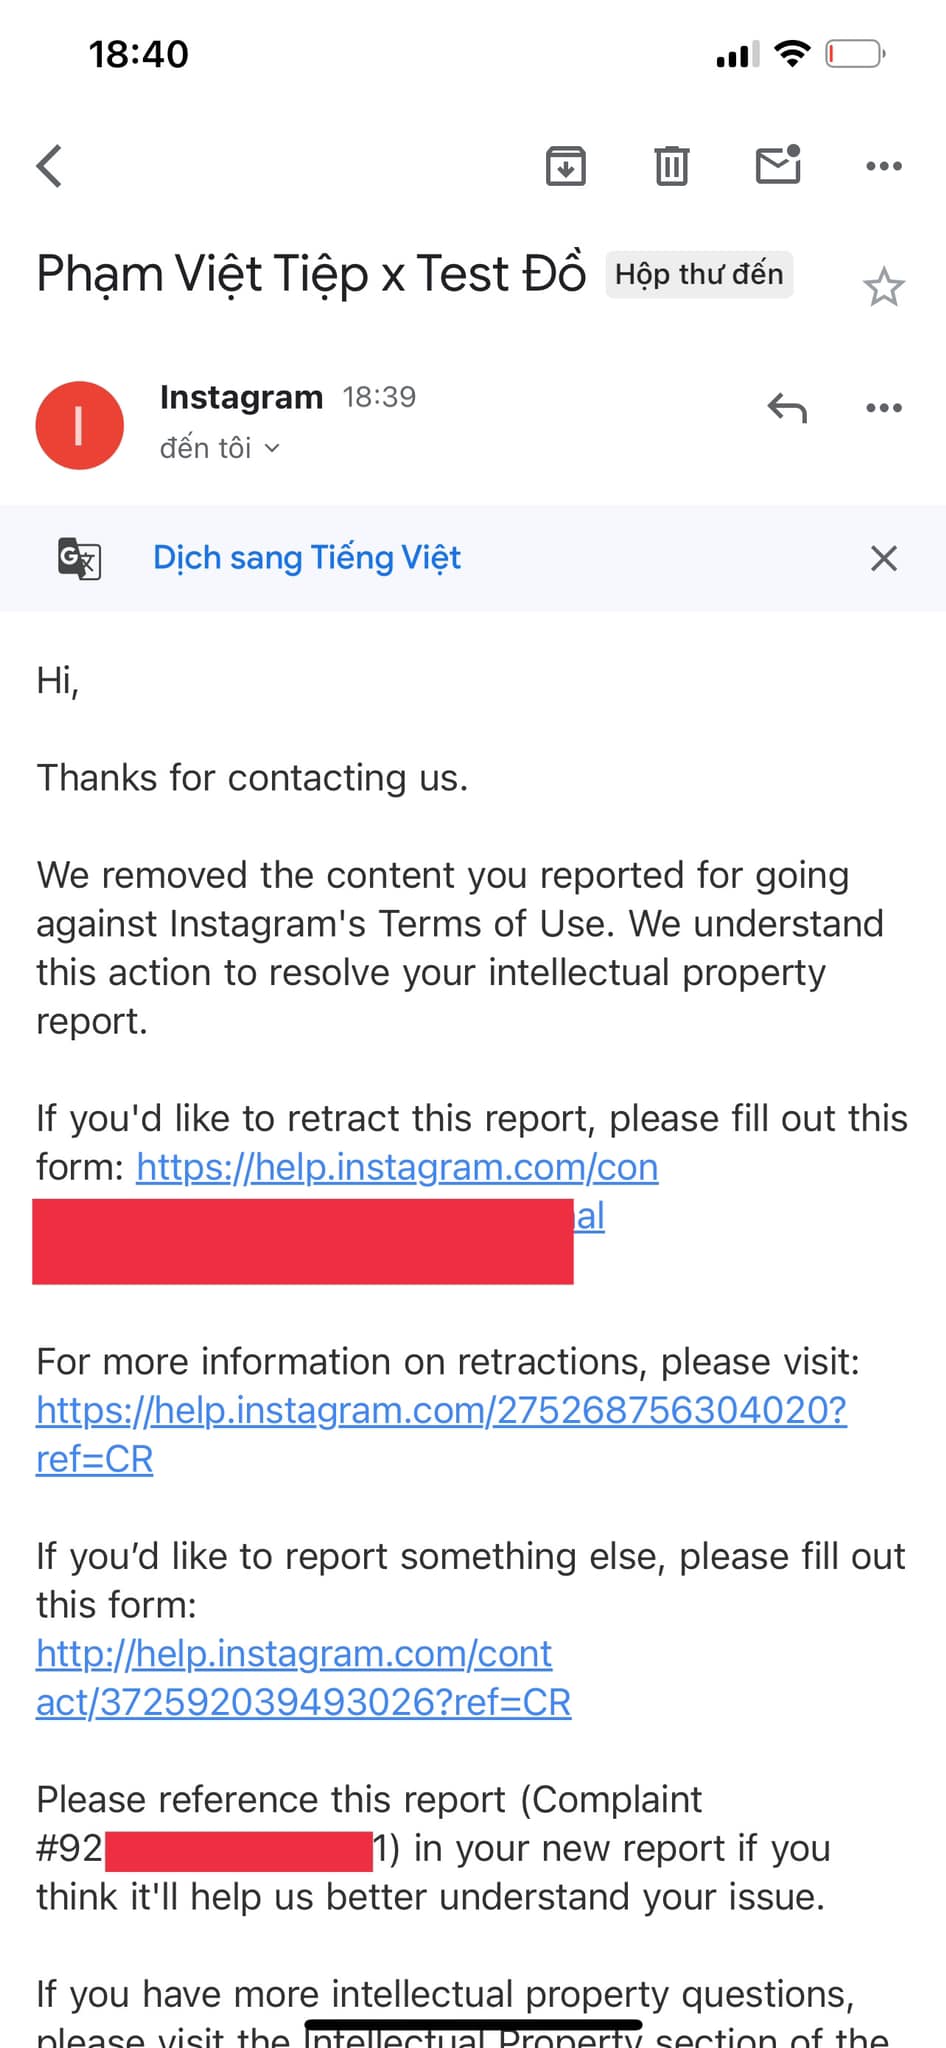 18:40
Phạm Việt Tiệp x Test Đồ Hộp thư đến
I
Instagram 18:39
đến tôi
Dịch sang Tiếng Việt
Hi,
Thanks for contacting us.
We removed the content you reported for going
against Instagram's Terms of Use. We understand
this action to resolve your intellectual property
report.
If you'd like to retract this report, please fill out this
form: https://help.instagram.com/con
al
For more information on retractions, please visit:
https://help.instagram.com/275268756304020?
ref=CR
If you’d like to report something else, please fill out
this form:
http://help.instagram.com/cont
act/372592039493026?ref=CR
Please reference this report (Complaint
#92 1) in your new report if you
think it'll help us better understand your issue.
If you have more intellectual property questions,
please visit the Intellectual Property section of the